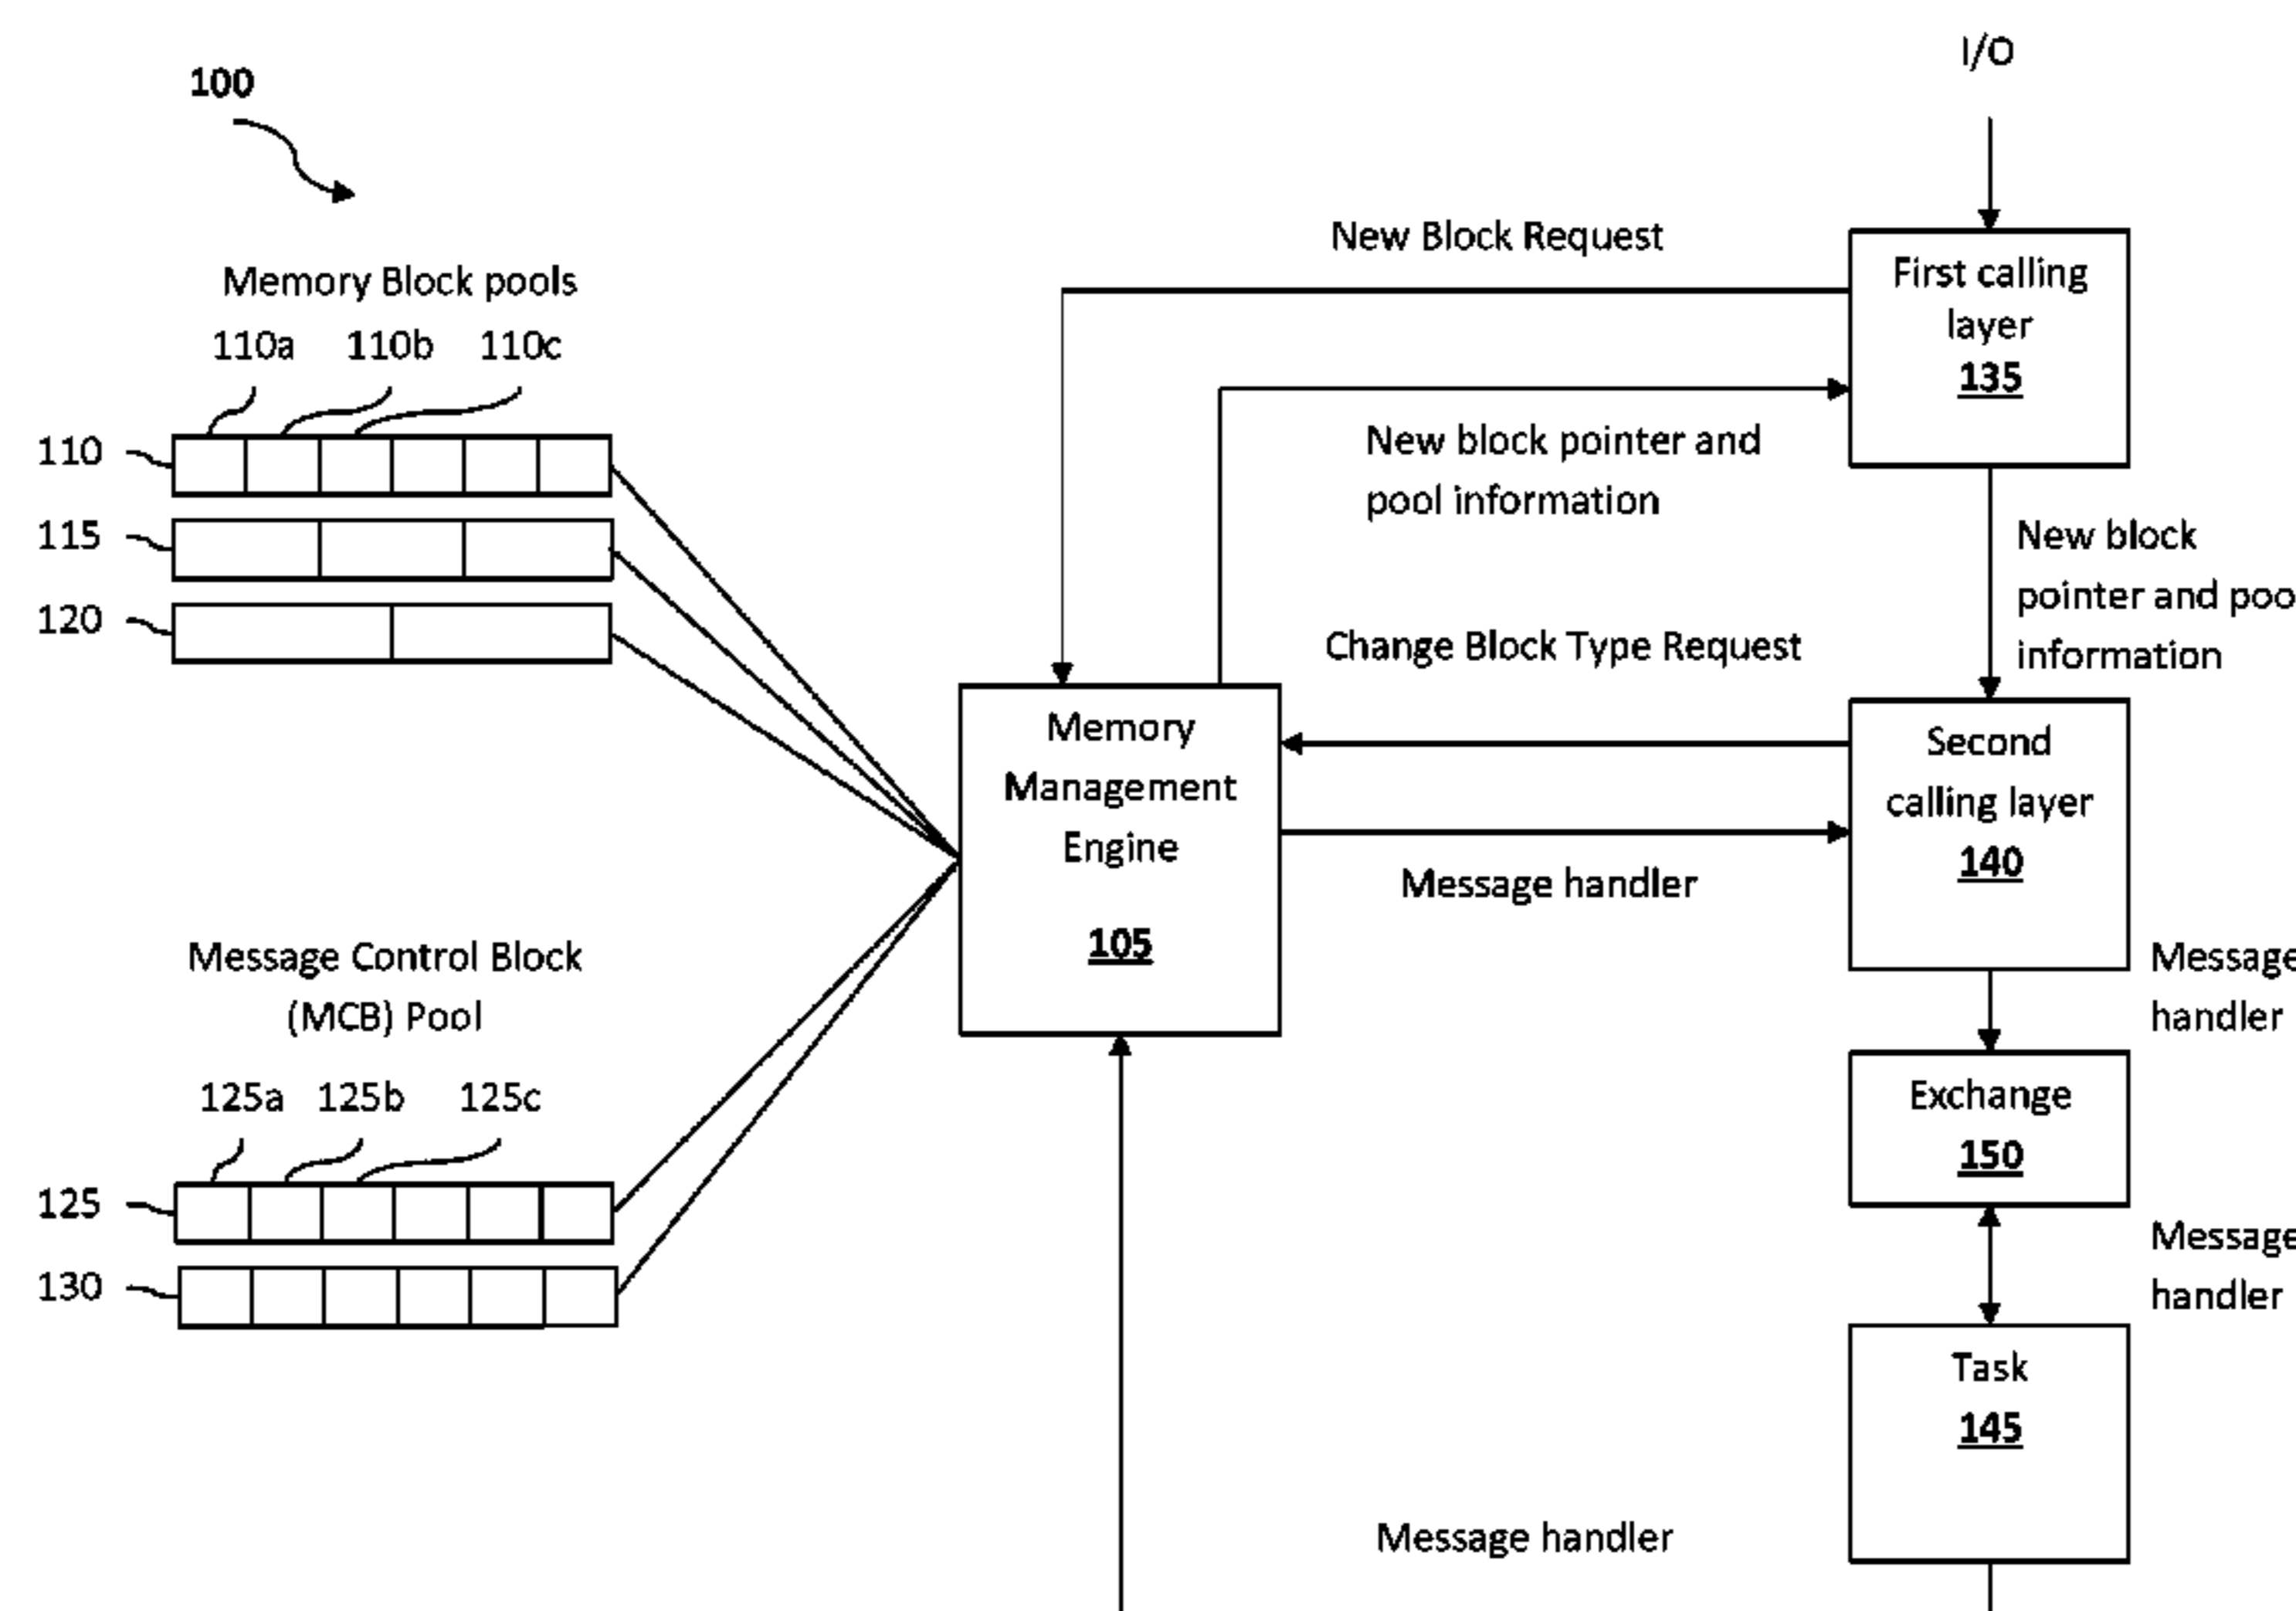 100
I/O
Memory Block pools
110a 110b 110c
110
115
120
New Block Request
First calling
layer
135
New block pointer and
pool information
New block
pointer and poo
information
Change Block Type Request
Memory
Management
Engine
105
Second
calling layer
140
Message handler
Message
handler
Message Control Block
(MCB) Pool
125a 125b 125c
125
130
Exchange
150
Message
handler
Task
145
Message handler